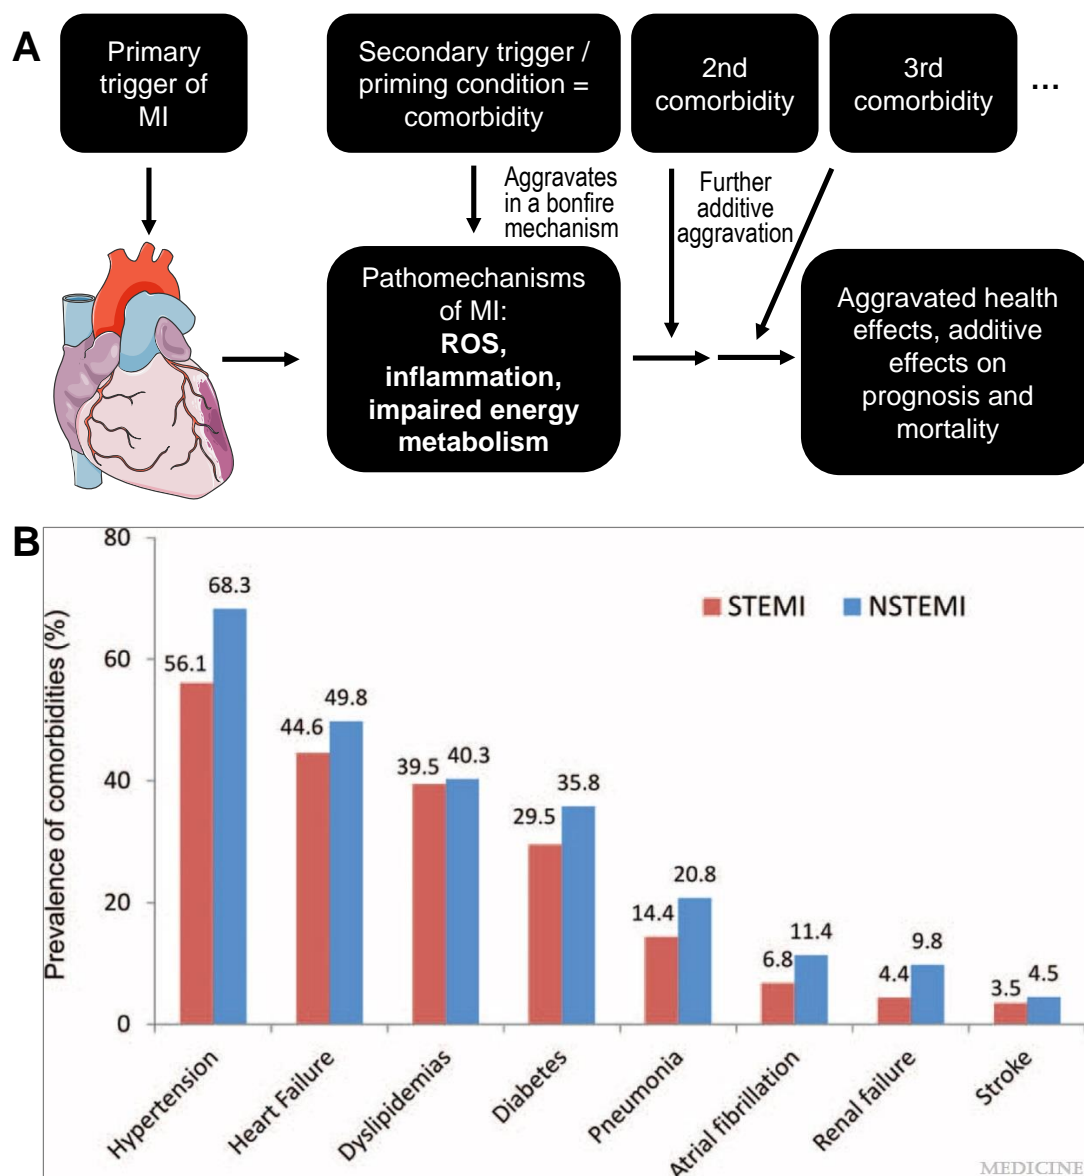 A
Primary
trigger of
MI
Secondary trigger /
priming condition =
comorbidity
2nd
comorbidity
3rd
comorbidity
...
Aggravates
in a bonfire
mechanism
Further
additive
aggravation
Pathomechanisms
of MI:
ROS,
inflammation,
impaired energy
metabolism
Aggravated health
effects, additive
effects on
prognosis and
mortality
B
Prevalence of comorbidities (%)
80
60
40
20
0
STEMI
NSTEMI
56.1
68.3
44.6
49.8
39.5
40.3
29.5
35.8
14.4
20.8
6.8
11.4
4.4
9.8
3.5
4.5
Hypertension
Heart Failure
Dyslipidemias
Diabetes
Pneumonia
Atrial fibrillation
Renal failure
Stroke
MEDICINE